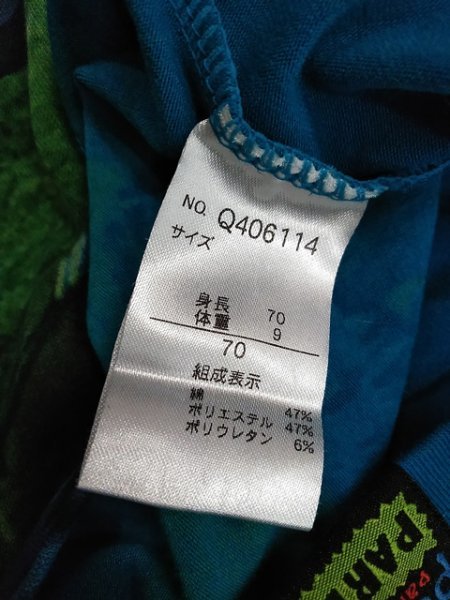 NO. Q406114
サイズ
身長 70
体重 9
70
組成表示
綿 47%
ポリエステル 47%
ポリウレタン 6%